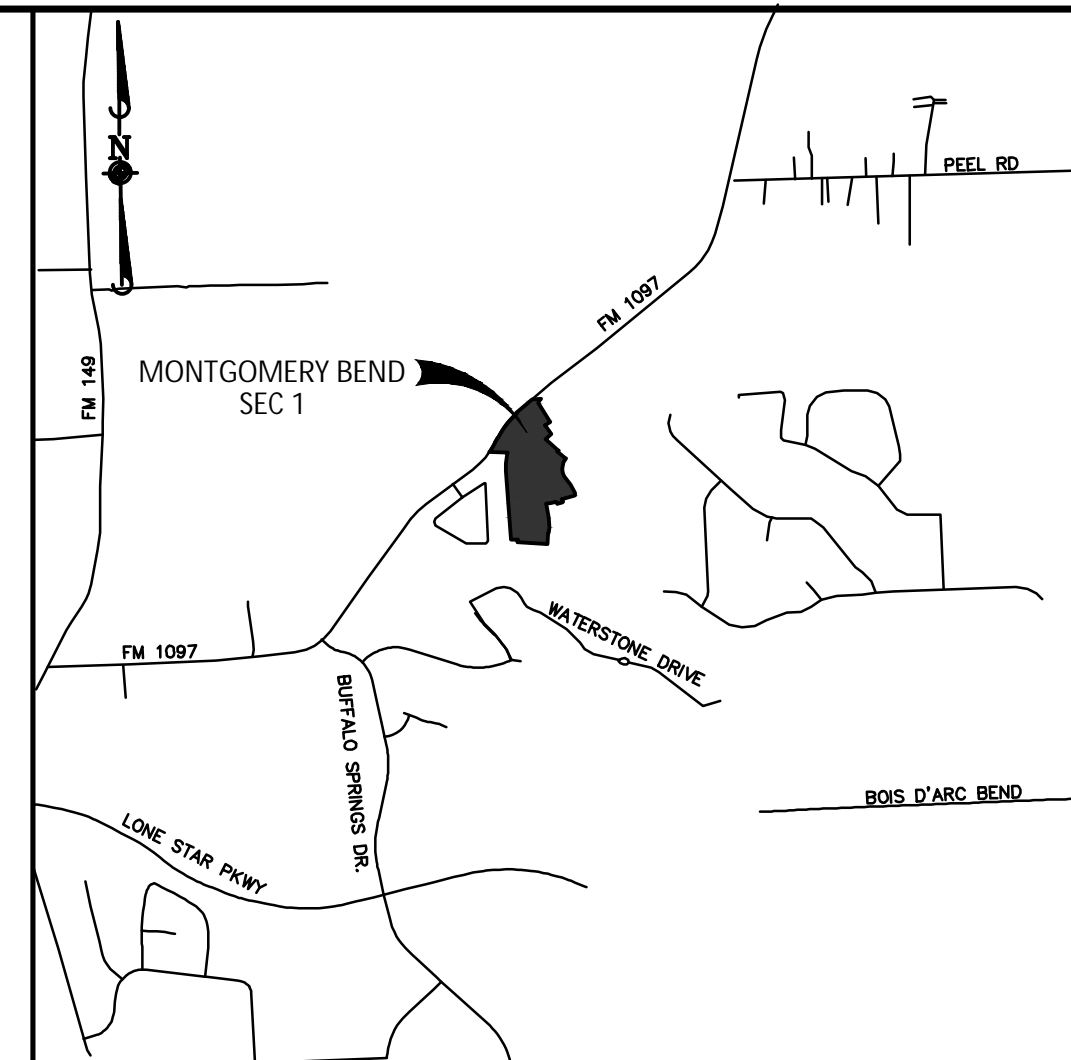 N
PEEL RD
FM 1097
MONTGOMERY BEND
SEC 1
FM 149
WATERSTONE DRIVE
FM 1097
BUFFALO SPRINGS DR.
BOIS D'ARC BEND
LONE STAR PKWY